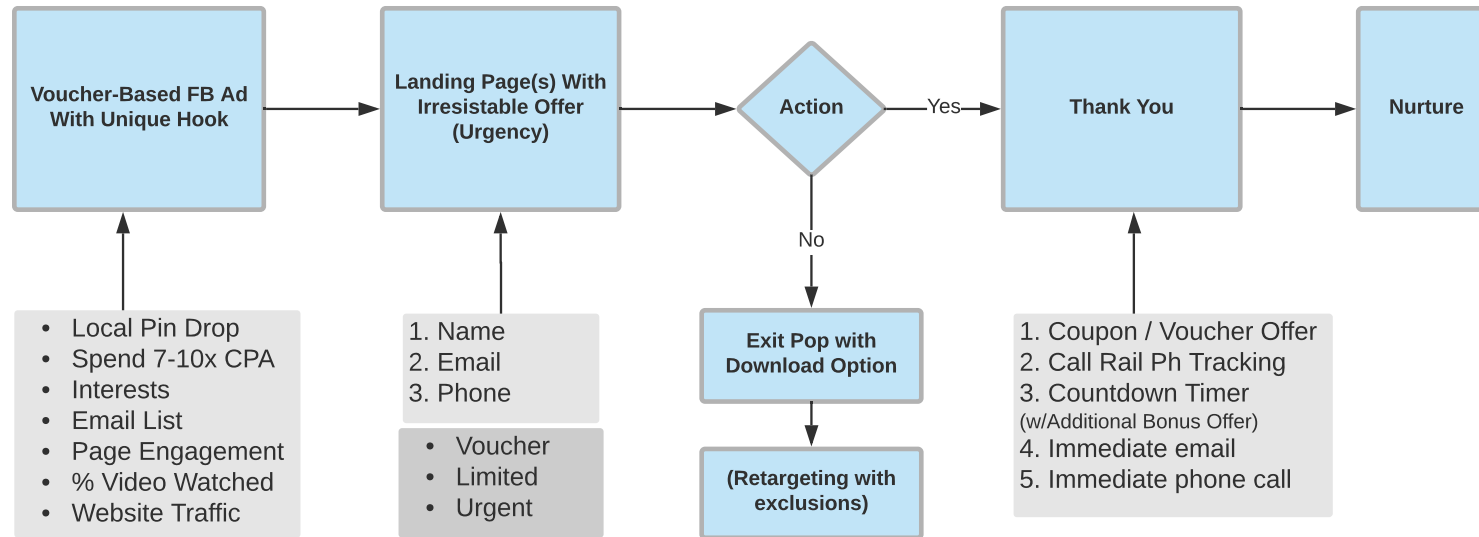 Voucher-Based FB Ad
With Unique Hook
Landing Page(s) With
Irresistable Offer
(Urgency)
Action
Yes
Thank You
Nurture
No
• Local Pin Drop
• Spend 7-10x CPA
• Interests
• Email List
• Page Engagement
• % Video Watched
• Website Traffic
1. Name
2. Email
3. Phone
• Voucher
• Limited
• Urgent
Exit Pop with
Download Option
(Retargeting with
exclusions)
1. Coupon / Voucher Offer
2. Call Rail Ph Tracking
3. Countdown Timer
(w/Additional Bonus Offer)
4. Immediate email
5. Immediate phone call